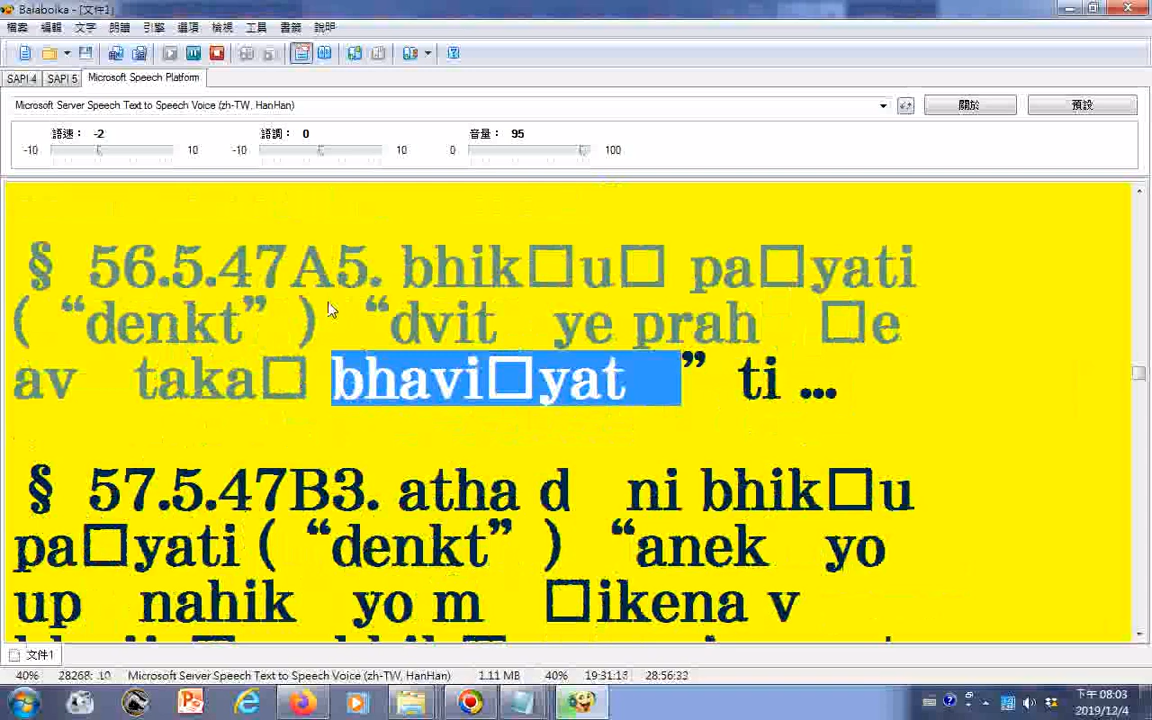 Balabolka - [文件1]
檔案 編輯 文字 朗讀 引擎 選項 檢視 工具 書籤 說明
SAPI 4 SAPI 5 Microsoft Speech Platform
Microsoft Server Speech Text to Speech Voice (zh-TW, HanHan)
關於
預設
語速： -2 語調： 0 音量： 95
-10 10 -10 10 0 100
§ 56.5.47A5. bhik□u□ pa□yati
( “denkt” ) “dvit ye prah □e
av taka□ bhavi□yat ” ti ...
§ 57.5.47B3. atha d ni bhik□u
pa□yati ( “denkt” ) “anek yo
up nahik yo m □ikena v
文件1
40% 28268: 10 Microsoft Server Speech Text to Speech Voice (zh-TW, HanHan) 1.11 MB 40% 19:31:13 28:56:32
下午 08:03
2019/12/4